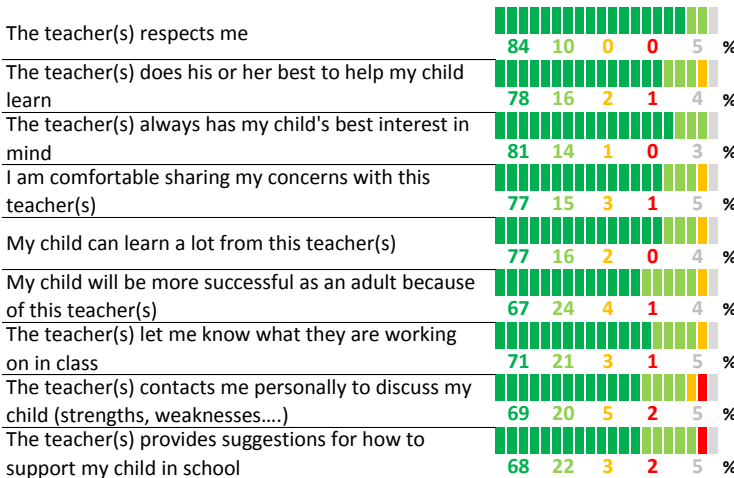 The teacher(s) respects me
84 10 0 0 5 %
The teacher(s) does his or her best to help my child
learn
78 16 2 1 4 %
The teacher(s) always has my child's best interest in
mind
81 14 1 0 3 %
I am comfortable sharing my concerns with this
teacher(s)
77 15 3 1 5 %
My child can learn a lot from this teacher(s)
77 16 2 0 4 %
My child will be more successful as an adult because
of this teacher(s)
67 24 4 1 4 %
The teacher(s) let me know what they are working
on in class
71 21 3 1 5 %
The teacher(s) contacts me personally to discuss my
child (strengths, weaknesses....)
69 20 5 2 5 %
The teacher(s) provides suggestions for how to
support my child in school
68 22 3 2 5 %